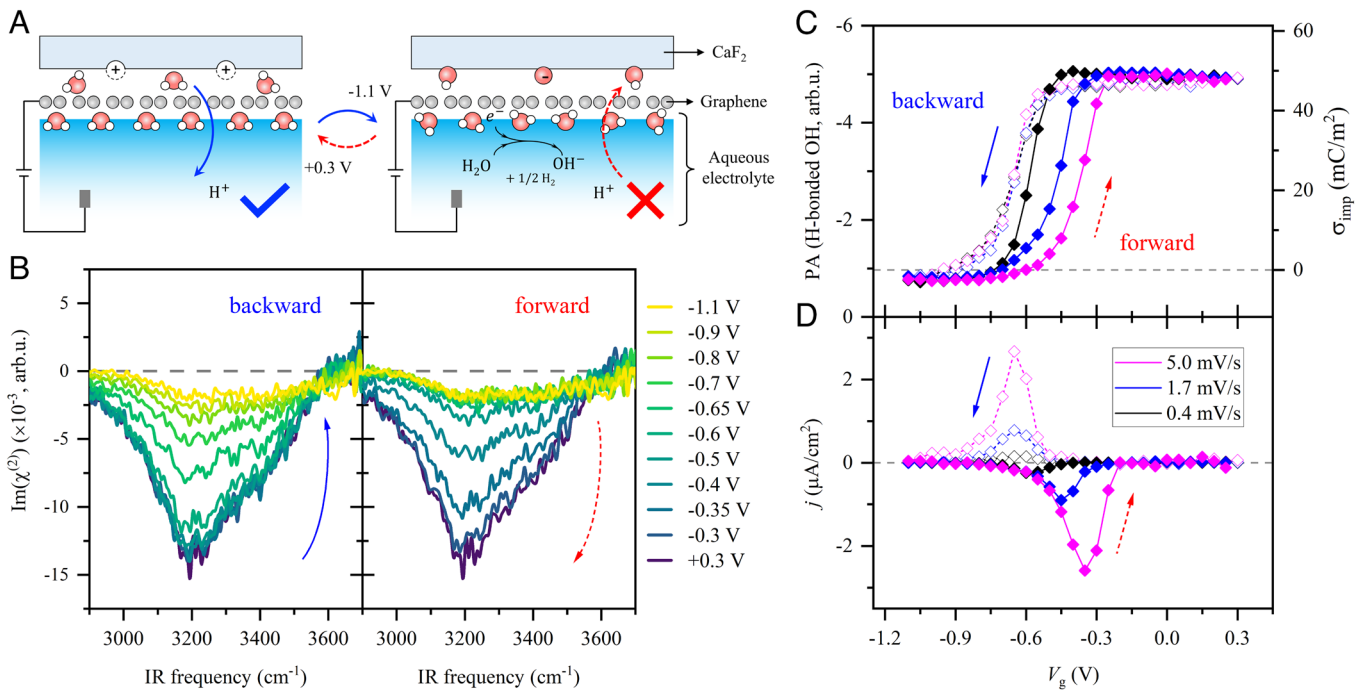 A
+
+
CaF2
-
-1.1 V
Graphene
+0.3 V
e−
H2O
OH−
+ 1/2 H2
H+
H+
Aqueous
electrolyte
B
backward
forward
5
0
-5
-10
-15
Im(χ(2)) (×10−3, arb.u.)
3000
3200
3400
3600
3000
3200
3400
3600
IR frequency (cm-1)
IR frequency (cm-1)
-1.1 V
-0.9 V
-0.8 V
-0.7 V
-0.65 V
-0.6 V
-0.5 V
-0.4 V
-0.35 V
-0.3 V
+0.3 V
C
-6
-4
-2
0
PA (H-bonded OH, arb.u.)
backward
forward
60
40
20
0
σimp (mC/m2)
D
2
0
-2
j (μA/cm2)
5.0 mV/s
1.7 mV/s
0.4 mV/s
-1.2
-0.9
-0.6
-0.3
0.0
0.3
Vg (V)